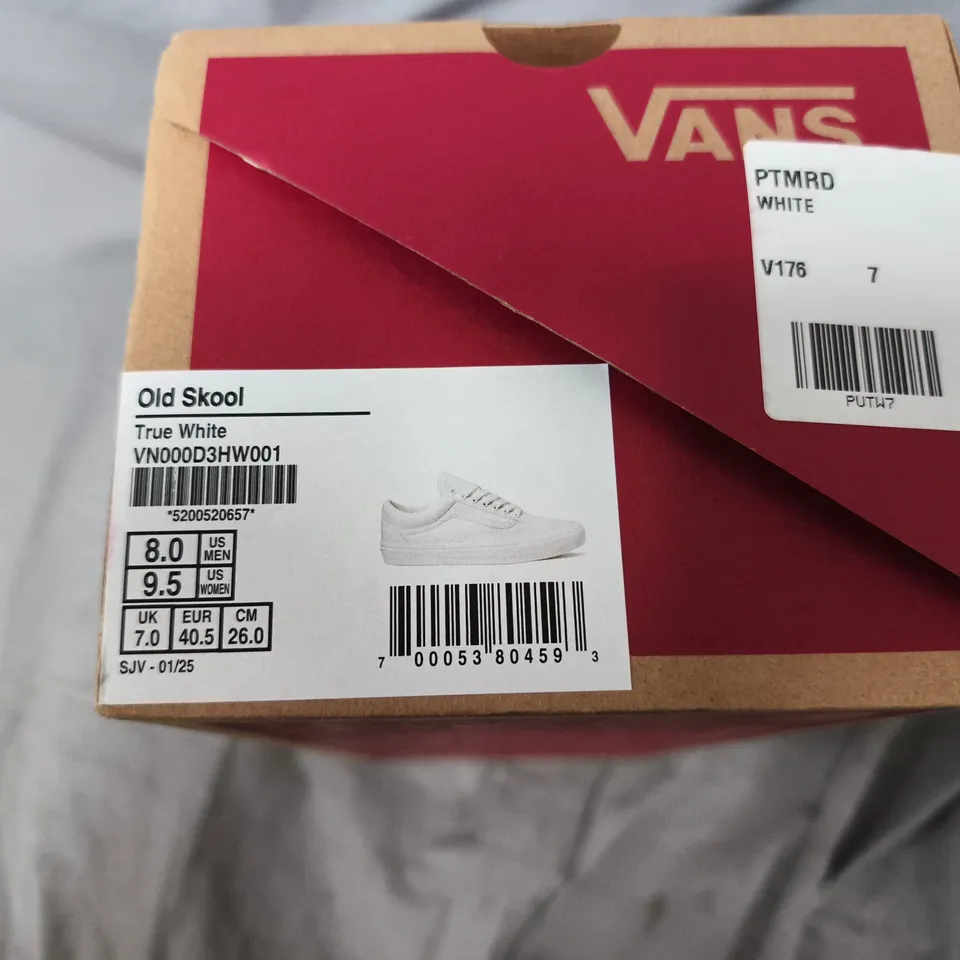 VANS
PTMRD
WHITE
V176 7
PUTW7
Old Skool
True White
VN000D3HW001
*5200520657*
8.0 US MEN
9.5 US WOMEN
UK EUR CM
7.0 40.5 26.0
SJV - 01/25
7 00053 80459 3